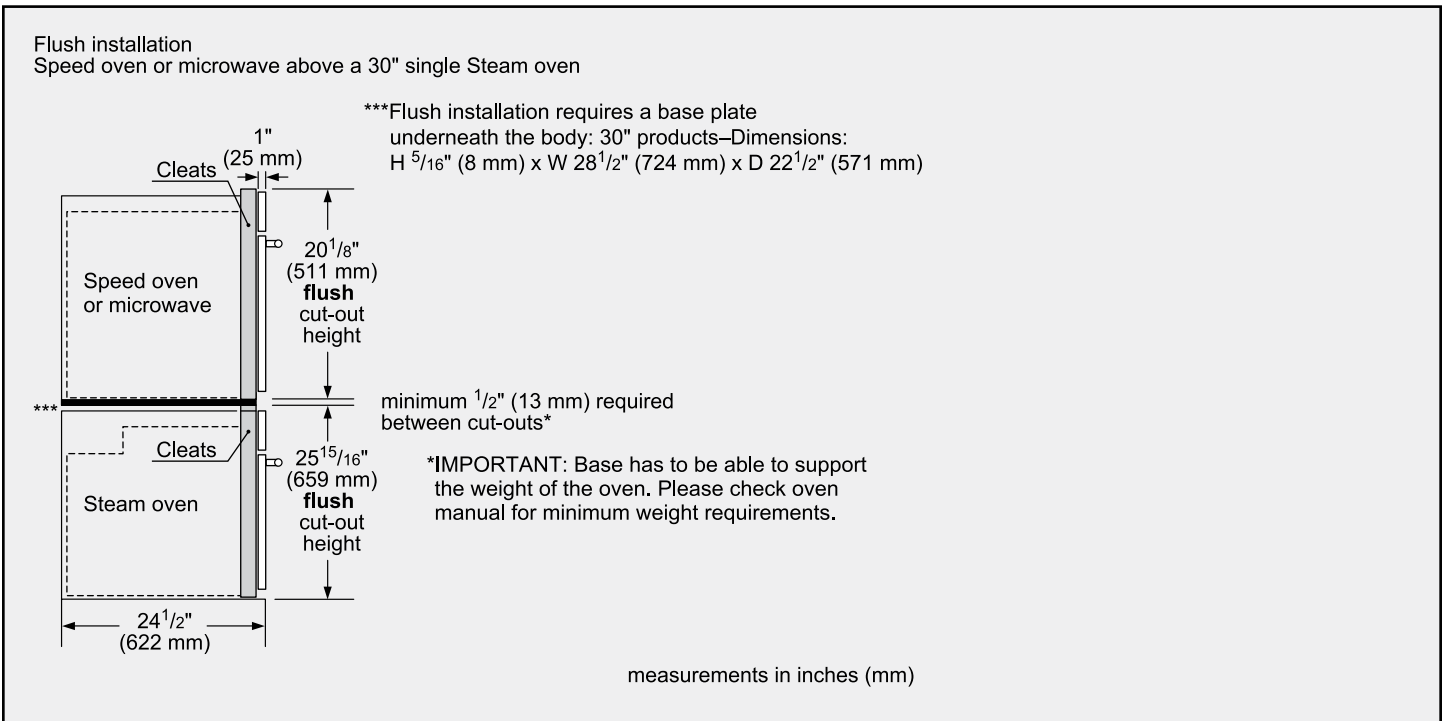 Flush installation
Speed oven or microwave above a 30" single Steam oven
***Flush installation requires a base plate
underneath the body: 30" products–Dimensions:
H 5/16" (8 mm) x W 28 1/2" (724 mm) x D 22 1/2" (571 mm)
1"
(25 mm)
Cleats
20 1/8"
(511 mm)
flush
cut-out
height
Speed oven
or microwave
***
minimum 1/2" (13 mm) required
between cut-outs*
Cleats
25 15/16"
(659 mm)
flush
cut-out
height
*IMPORTANT: Base has to be able to support
the weight of the oven. Please check oven
manual for minimum weight requirements.
Steam oven
24 1/2"
(622 mm)
measurements in inches (mm)